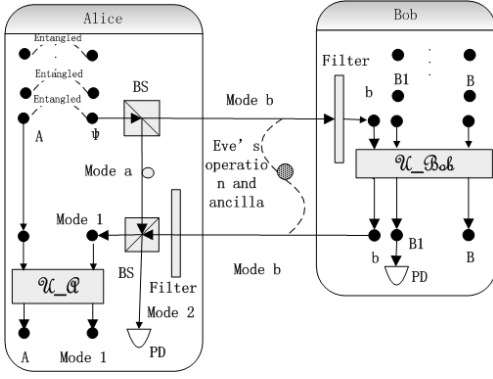 Alice
Bob
Entangled
Entangled
Entangled
Filter
BS
Mode b
b
B1
B
A
Ψ
Eve's
operatio
n and
ancilla
U_Bob
Mode a
Mode 1
BS
Filter
Mode b
b
B1
B
PD
U_A
Mode 2
A
Mode 1
PD